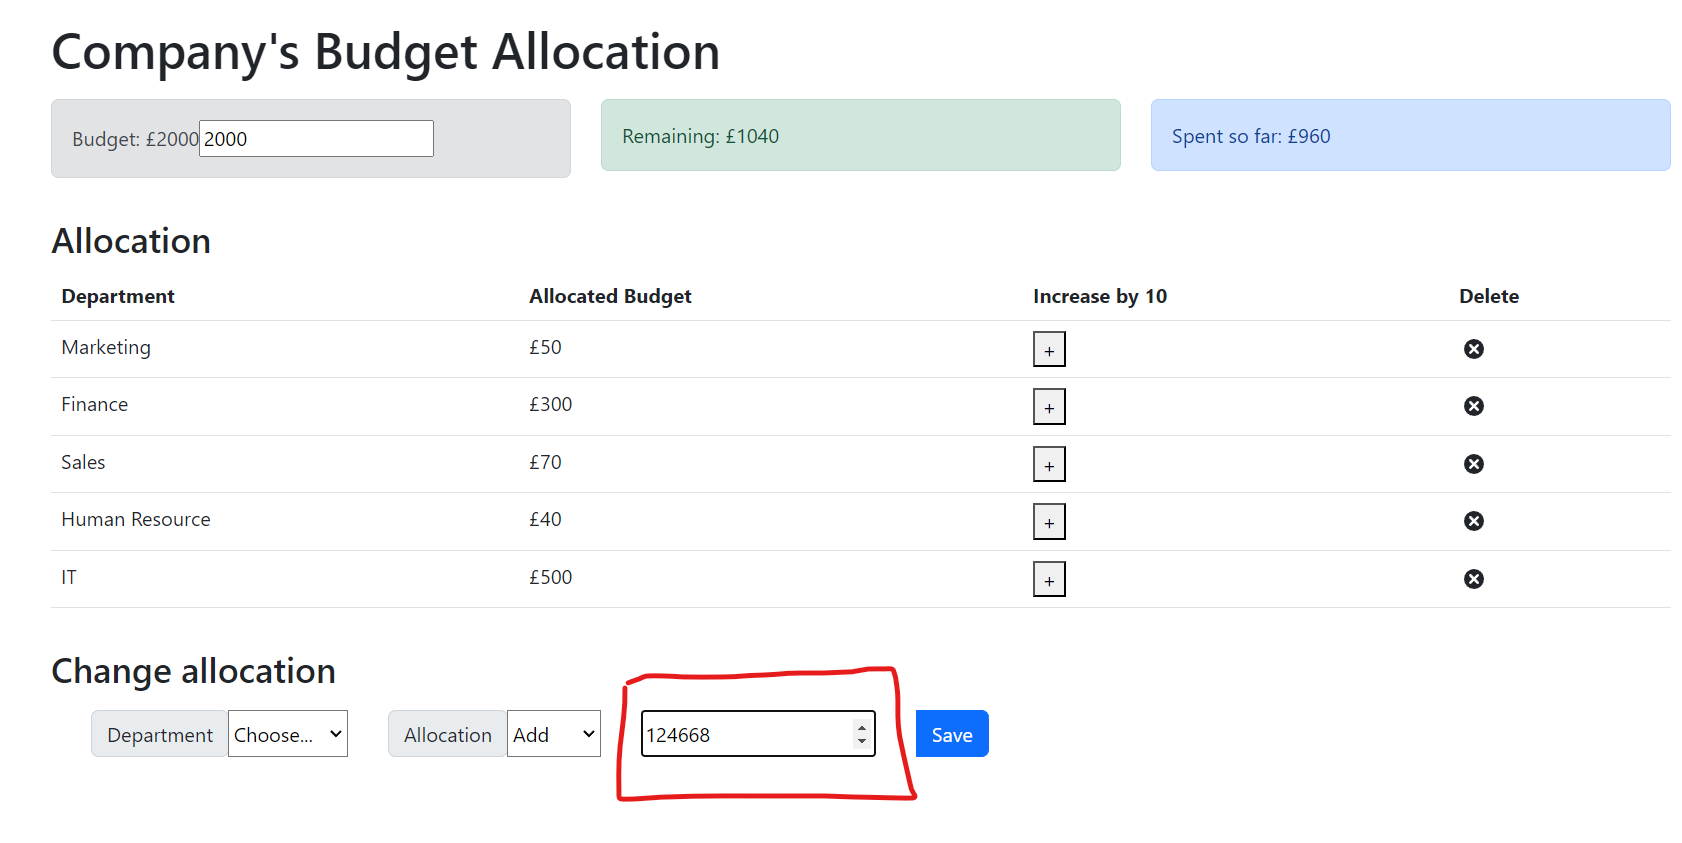 Company's Budget Allocation
Budget: £2000 2000 Remaining: £1040 Spent so far: £960
Allocation
Department Allocated Budget Increase by 10 Delete
Marketing £50 +
Finance £300 +
Sales £70 +
Human Resource £40 +
IT £500 +
Change allocation
Department Choose... Allocation Add 124668 Save